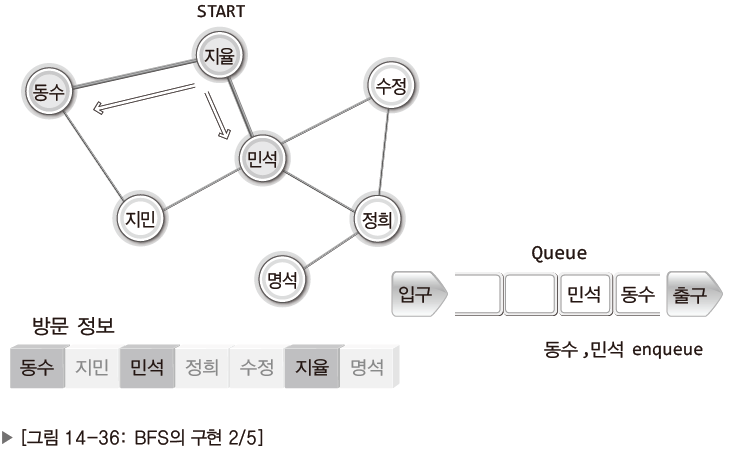 START
지율
동수
수정
민석
지민
정희
명석
Queue
입구 민석 동수 출구
방문 정보
동수 지민 민석 정희 수정 지율 명석
동수,민석 enqueue
▶ [그림 14-36: BFS의 구현 2/5]